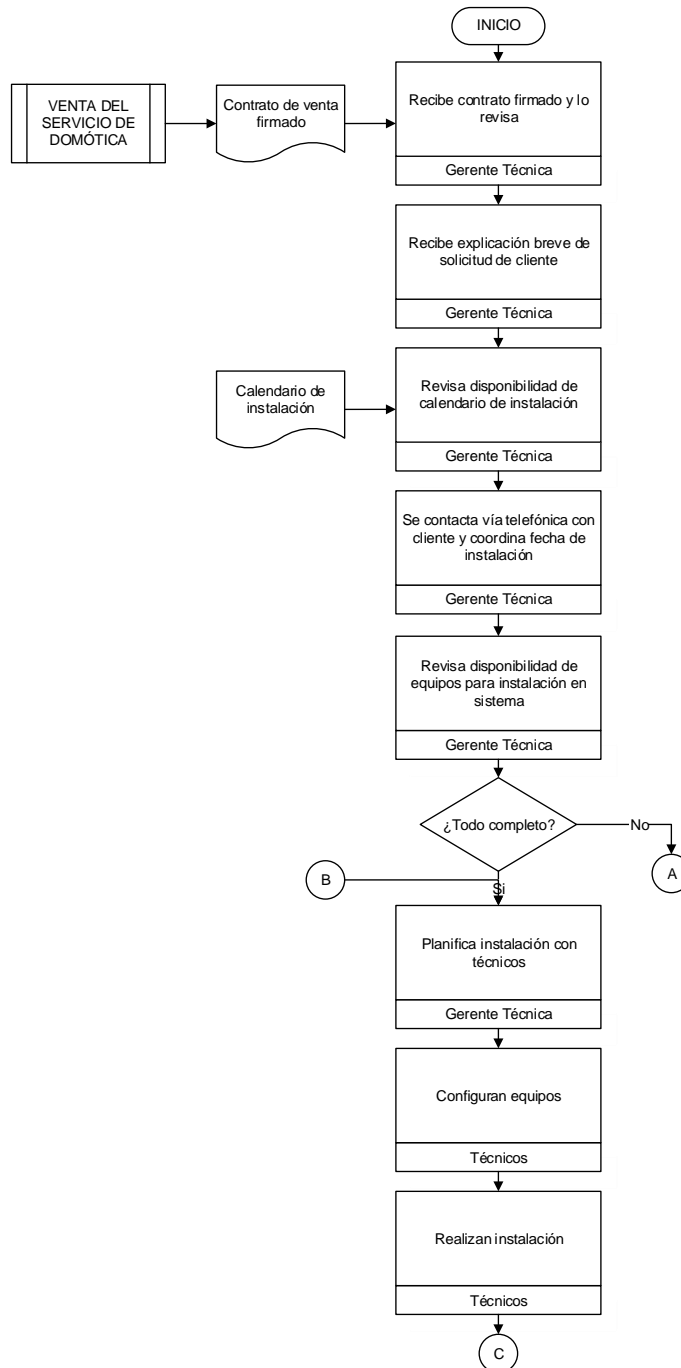 INICIO
VENTA DEL
SERVICIO DE
DOMÓTICA
Contrato de venta
firmado
Recibe contrato firmado y lo
revisa
Gerente Técnica
Recibe explicación breve de
solicitud de cliente
Gerente Técnica
Calendario de
instalación
Revisa disponibilidad de
calendario de instalación
Gerente Técnica
Se contacta vía telefónica con
cliente y coordina fecha de
instalación
Gerente Técnica
Revisa disponibilidad de
equipos para instalación en
sistema
Gerente Técnica
¿Todo completo?
No
A
B
Si
Planifica instalación con
técnicos
Gerente Técnica
Configuran equipos
Técnicos
Realizan instalación
Técnicos
C